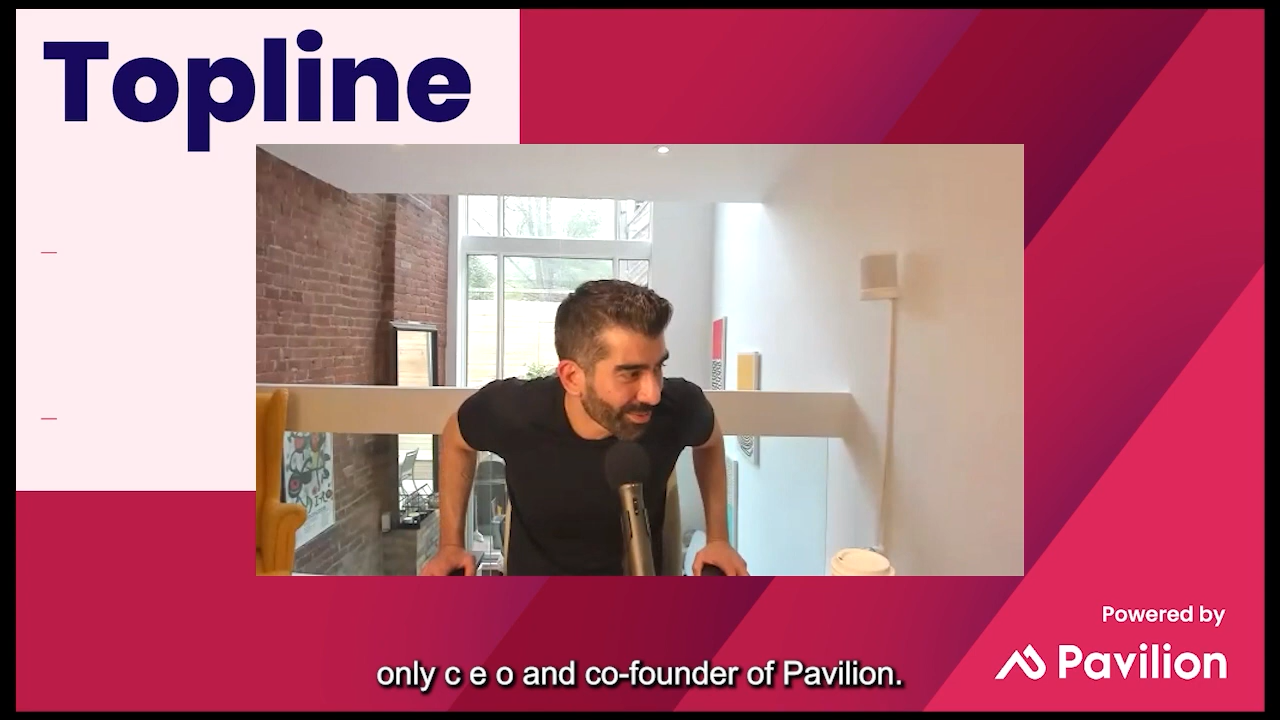 Topline
Powered by
Pavilion
only c e o and co-founder of Pavilion.